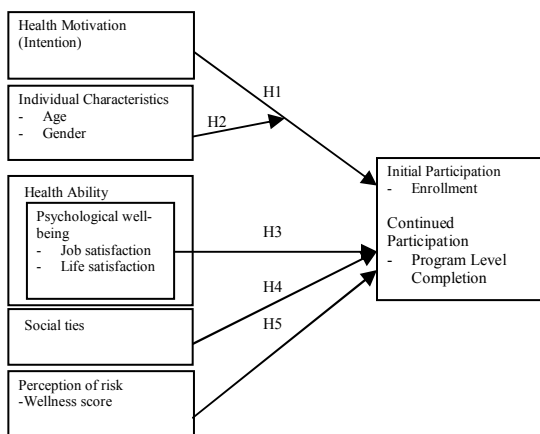 Health Motivation
(Intention)
H1
Individual Characteristics
- Age
- Gender
H2
Initial Participation
- Enrollment
Continued
Participation
- Program Level
Completion
Health Ability
Psychological well-
being
- Job satisfaction
- Life satisfaction
H3
H4
Social ties
H5
Perception of risk
-Wellness score